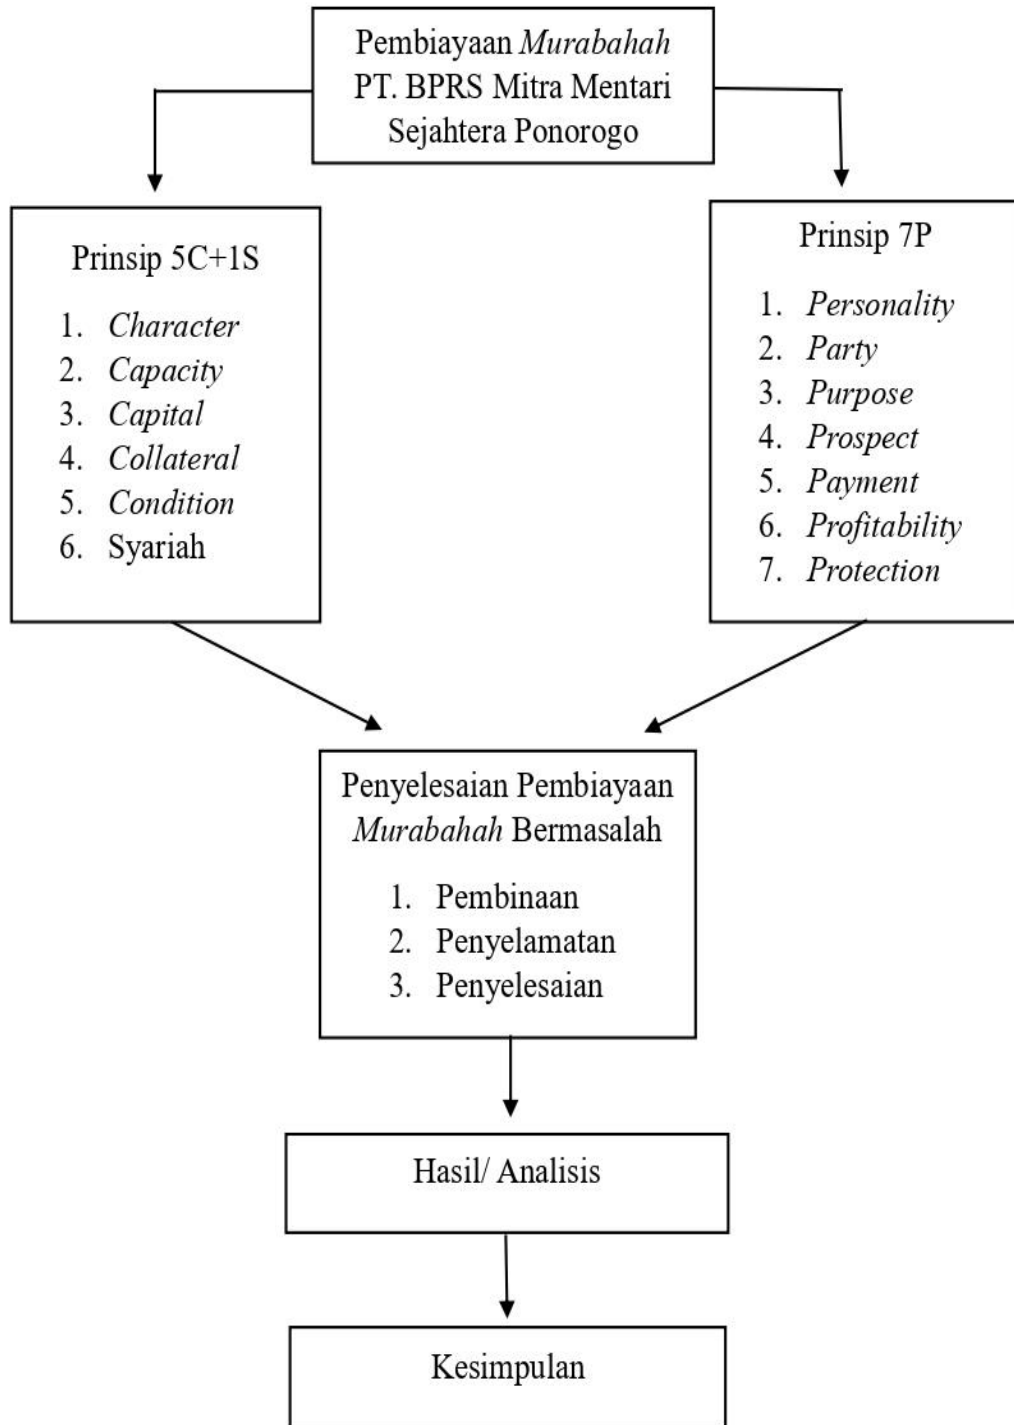 Pembiayaan Murabahah
PT. BPRS Mitra Mentari
Sejahtera Ponorogo
Prinsip 5C+1S
1. Character
2. Capacity
3. Capital
4. Collateral
5. Condition
6. Syariah
Prinsip 7P
1. Personality
2. Party
3. Purpose
4. Prospect
5. Payment
6. Profitability
7. Protection
Penyelesaian Pembiayaan
Murabahah Bermasalah
1. Pembinaan
2. Penyelamatan
3. Penyelesaian
Hasil/ Analisis
Kesimpulan